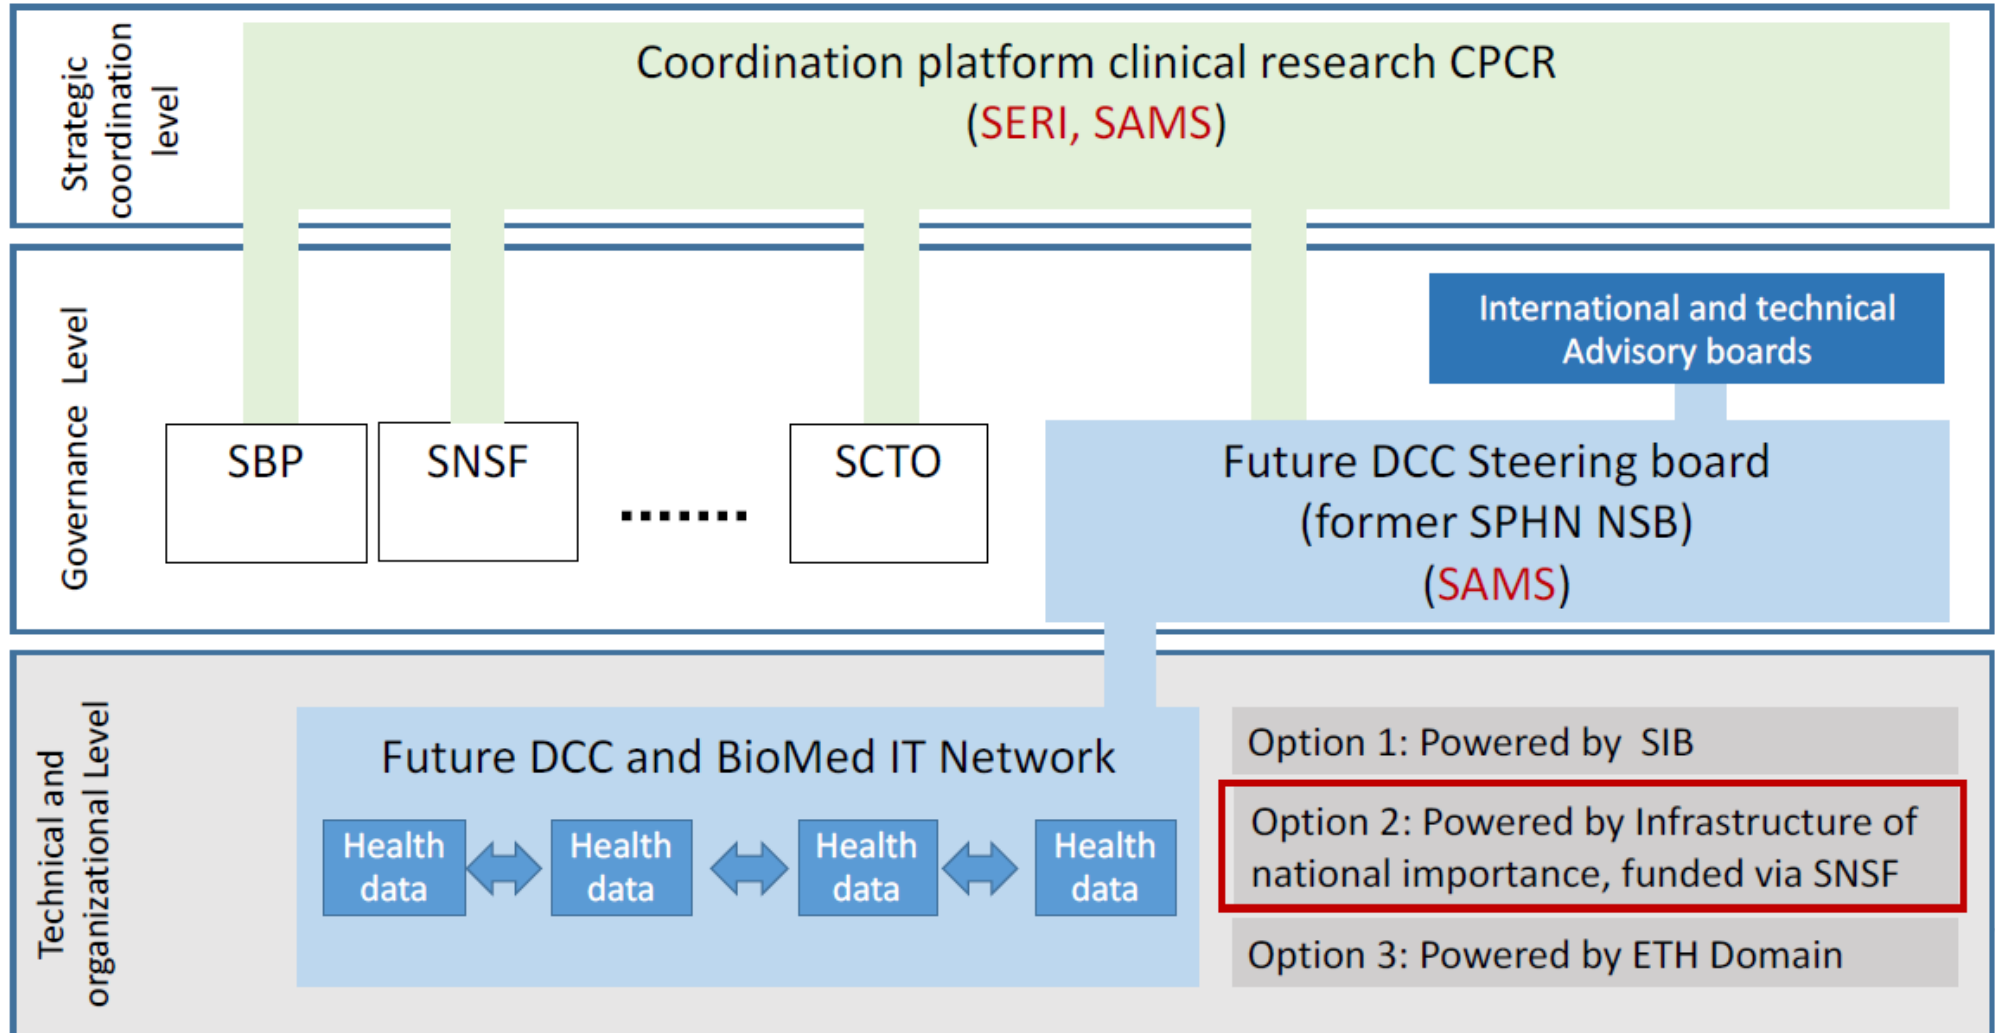 Strategic
coordination
level
Coordination platform clinical research CPCR
(SERI, SAMS)
Governance Level
International and technical
Advisory boards
SBP
SNSF
.......
SCTO
Future DCC Steering board
(former SPHN NSB)
(SAMS)
Technical and
organizational Level
Future DCC and BioMed IT Network
Health
data
Health
data
Health
data
Health
data
Option 1: Powered by SIB
Option 2: Powered by Infrastructure of
national importance, funded via SNSF
Option 3: Powered by ETH Domain